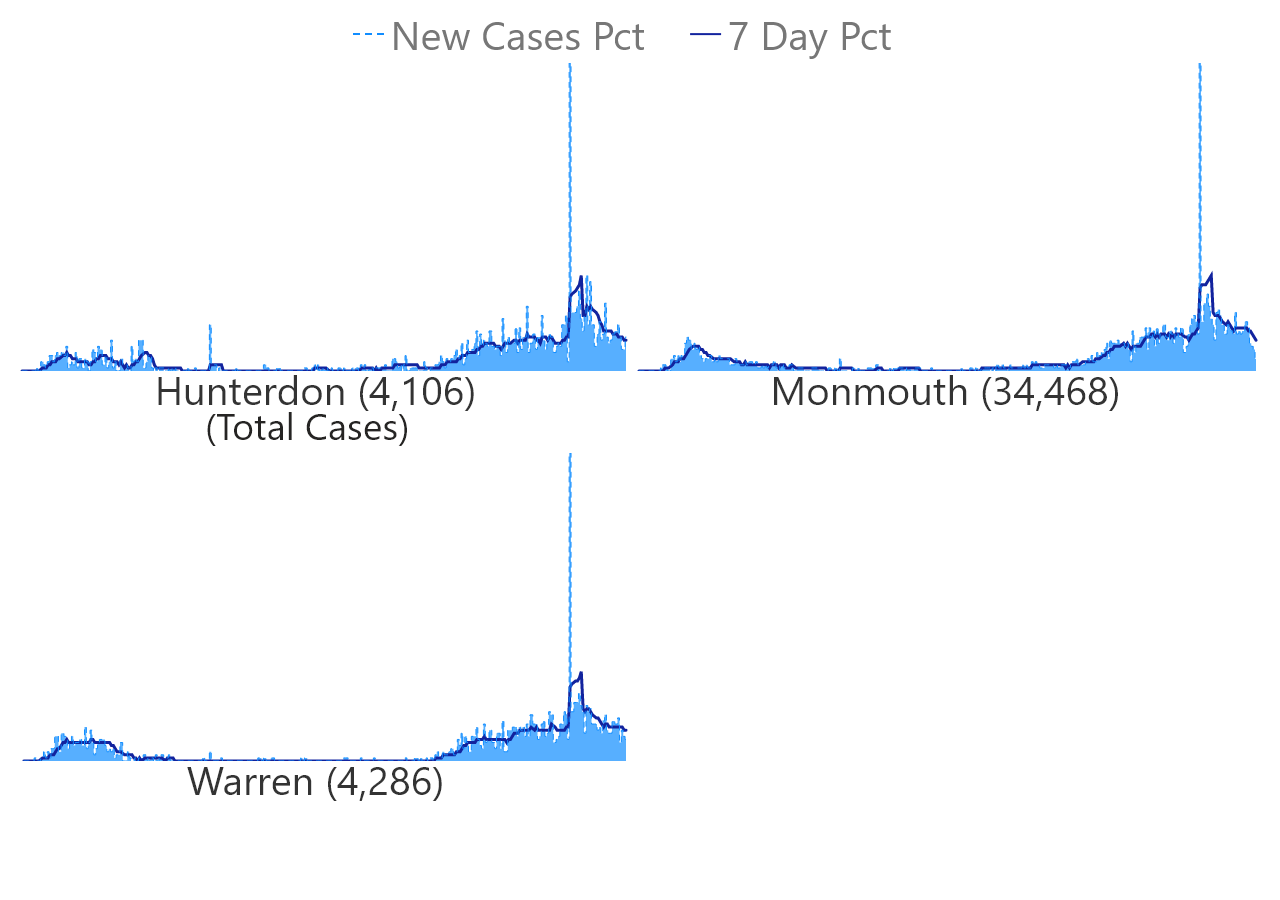 New Cases Pct 7 Day Pct
Hunterdon (4,106) Monmouth (34,468)
(Total Cases)
Warren (4,286)